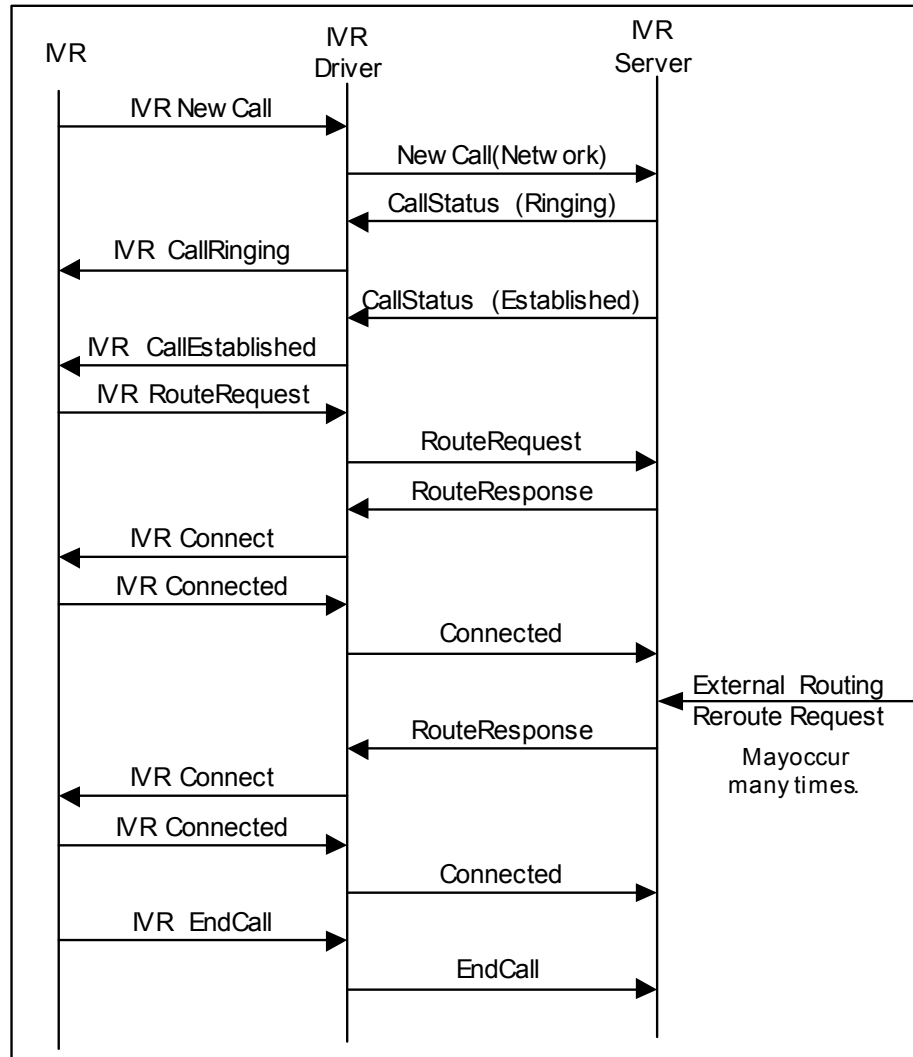 IVR
IVR
Driver
IVR
Server
IVR New Call
New Call(Network)
CallStatus (Ringing)
IVR CallRinging
CallStatus (Established)
IVR CallEstablished
IVR RouteRequest
RouteRequest
RouteResponse
IVR Connect
IVR Connected
Connected
External Routing
Reroute Request
RouteResponse
Mayoccur
many times.
IVR Connect
IVR Connected
Connected
IVR EndCall
EndCall